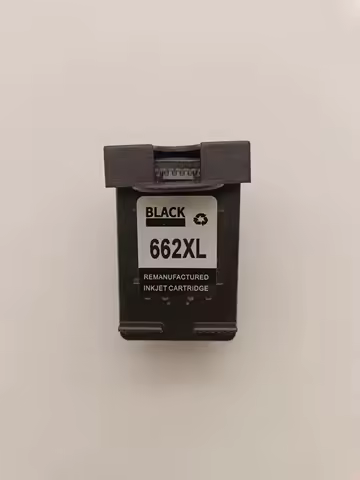 BLACK
662XL
REMANUFACTURED
INKJET CARTRIDGE